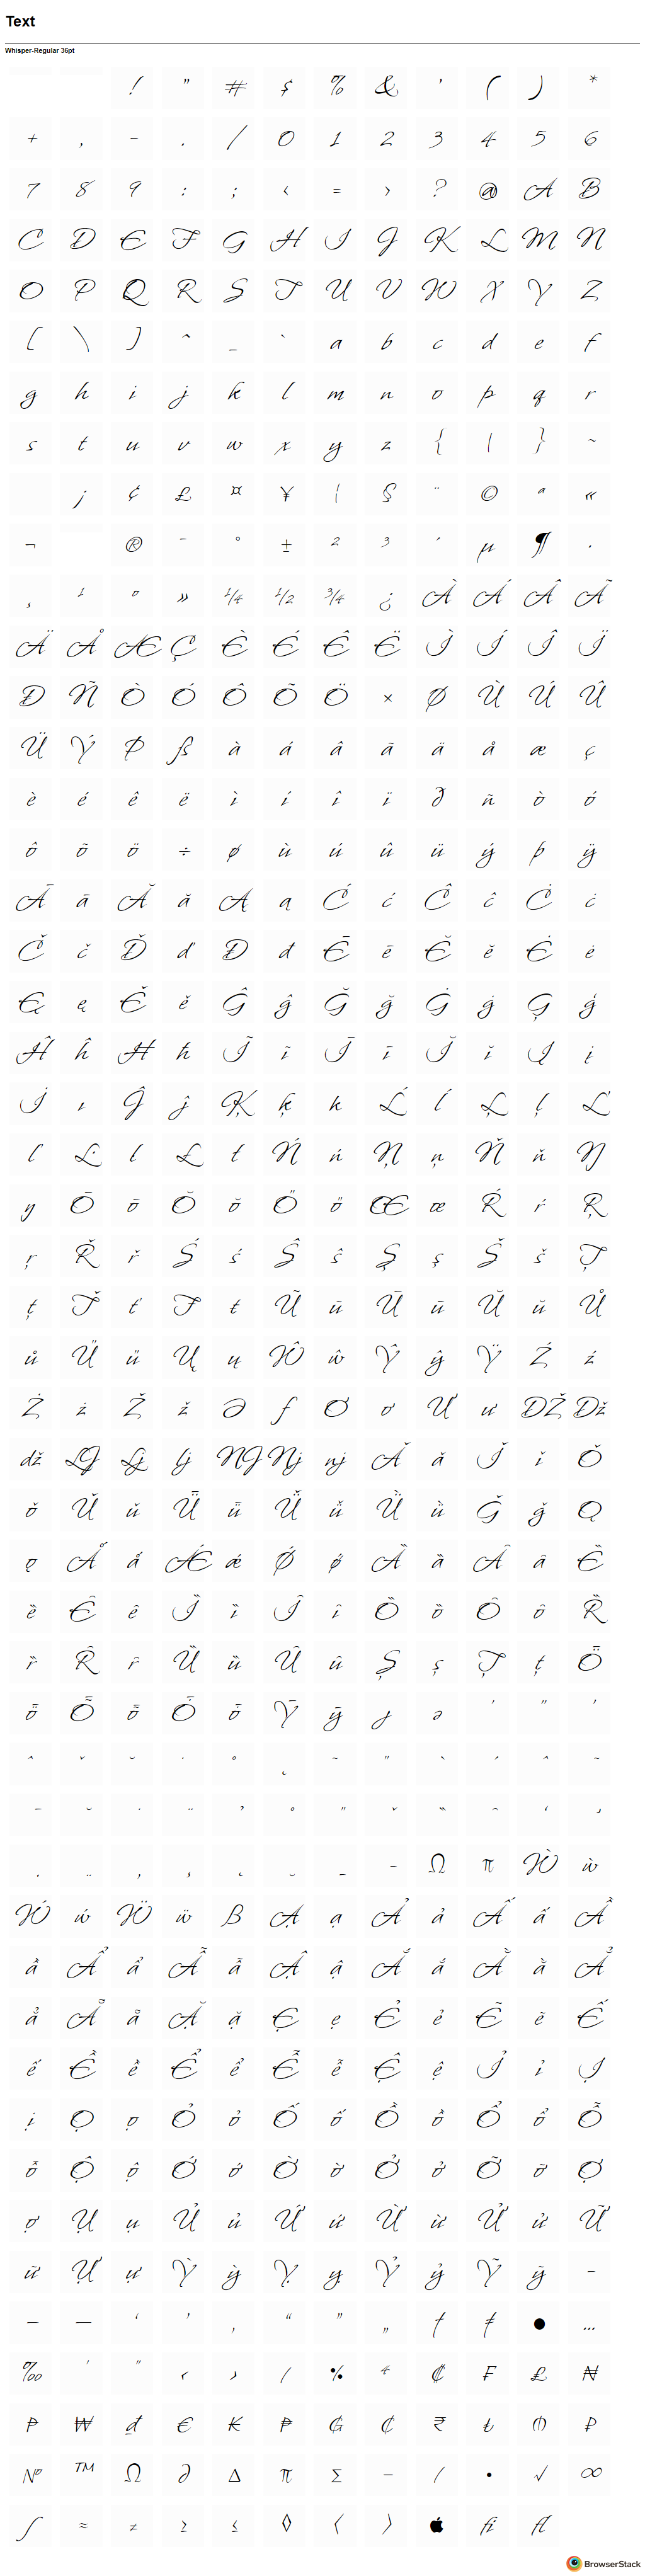 Text
Whisper-Regular 36pt
! " # $ % & ' ( ) *
+ , - . / 0 1 2 3 4 5 6
7 8 9 : ; < = > ? @ A B
C D E F G H I J K L M N
O P Q R S T U V W X Y Z
[ \ ] ^ _ ` a b c d e f
g h i j k l m n o p q r
s t u v w x y z { | } ~
¡ ¢ £ ¤ ¥ ¦ § ¨ © ª «
¬ ® ¯ ° ± ² ³ ´ µ ¶ ·
¸ ¹ º » ¼ ½ ¾ ¿ À Á Â Ã
Ä Å Æ Ç È É Ê Ë Ì Í Î Ï
Ð Ñ Ò Ó Ô Õ Ö × Ø Ù Ú Û
Ü Ý Þ ß à á â ã ä å æ ç
è é ê ë ì í î ï ð ñ ò ó
ô õ ö ÷ ø ù ú û ü ý þ ÿ
Ā ā Ă ă Ą ą Ć ć Ĉ ĉ Ċ ċ
Č č Ď ď Đ đ Ē ē Ĕ ĕ Ė ė
Ę ę Ě ě Ĝ ĝ Ğ ğ Ġ ġ Ģ ģ
Ĥ ĥ Ħ ħ Ĩ ĩ Ī ī Ĭ ĭ Į į
İ ı Ĵ ĵ Ķ ķ ĸ Ĺ ĺ Ļ ļ Ľ
ľ Ŀ ŀ Ł ł Ń ń Ņ ņ Ň ň Ŋ
ŋ Ō ō Ŏ ŏ Ő ő Œ œ Ŕ ŕ Ŗ
ŗ Ř ř Ś ś Ŝ ŝ Ş ş Š š Ţ
ţ Ť ť Ŧ ŧ Ũ ũ Ū ū Ŭ ŭ Ů
ů Ű ű Ų ų Ŵ ŵ Ŷ ŷ Ÿ Ź ź
Ż ż Ž ž Ə ƒ Ơ ơ Ư ư Ǆ ǅ
ǆ Ǉ ǈ ǉ Ǌ ǋ ǌ Ǎ ǎ Ǐ ǐ Ǒ
ǒ Ǔ ǔ Ǖ ǖ Ǚ ǚ Ǜ ǜ Ǧ ǧ Ǫ
ǫ Ǻ ǻ Ǽ ǽ Ǿ ǿ Ȁ ȁ Ȃ ȃ Ȅ
ȅ Ȇ ȇ Ȉ ȉ Ȋ ȋ Ȍ ȍ Ȏ ȏ Ȑ
ȑ Ȓ ȓ Ȕ ȕ Ȗ ȗ Ș ș Ț ț Ȫ
ȫ Ȭ ȭ Ȱ ȱ Ȳ ȳ ȷ ə ʹ ʺ ʼ
ˆ ˇ ˘ ˙ ˚ ˛ ˜ ˝
Ω π Ẁ ẁ
Ẃ ẃ Ẅ ẅ ẞ Ạ ạ Ả ả Ấ ấ Ầ
ầ Ẩ ẩ Ẫ ẫ Ậ ậ Ắ ắ Ằ ằ Ẳ
ẳ Ẵ ẵ Ặ ặ Ẹ ẹ Ẻ ẻ Ẽ ẽ Ế
ế Ề ề Ể ể Ễ ễ Ệ ệ Ỉ ỉ Ị
ị Ọ ọ Ỏ ỏ Ố ố Ồ ồ Ổ ổ Ỗ
ỗ Ộ ộ Ớ ớ Ờ ờ Ở ở Ỡ ỡ Ợ
ợ Ụ ụ Ủ ủ Ứ ứ Ừ ừ Ử ử Ữ
ữ Ự ự Ỳ ỳ Ỵ ỵ Ỷ ỷ Ỹ ỹ ‐
– — ‘ ’ ‚ “ ” „ † ‡ • …
‰ ′ ″ ‹ › ⁄ ٪ ⁴ ₡ ₣ ₤ ₦
₧ ₩ ₫ € ₭ ₱ ₲ ₵ ₹ ₺ ₼ ₽
№ ™ Ω ∂ ∆ ∏ ∑ − ∕ ∙ √ ∞
∫ ≈ ≠ ≥ ≤ ◊ 〈 〉  fi fl
BrowserStack